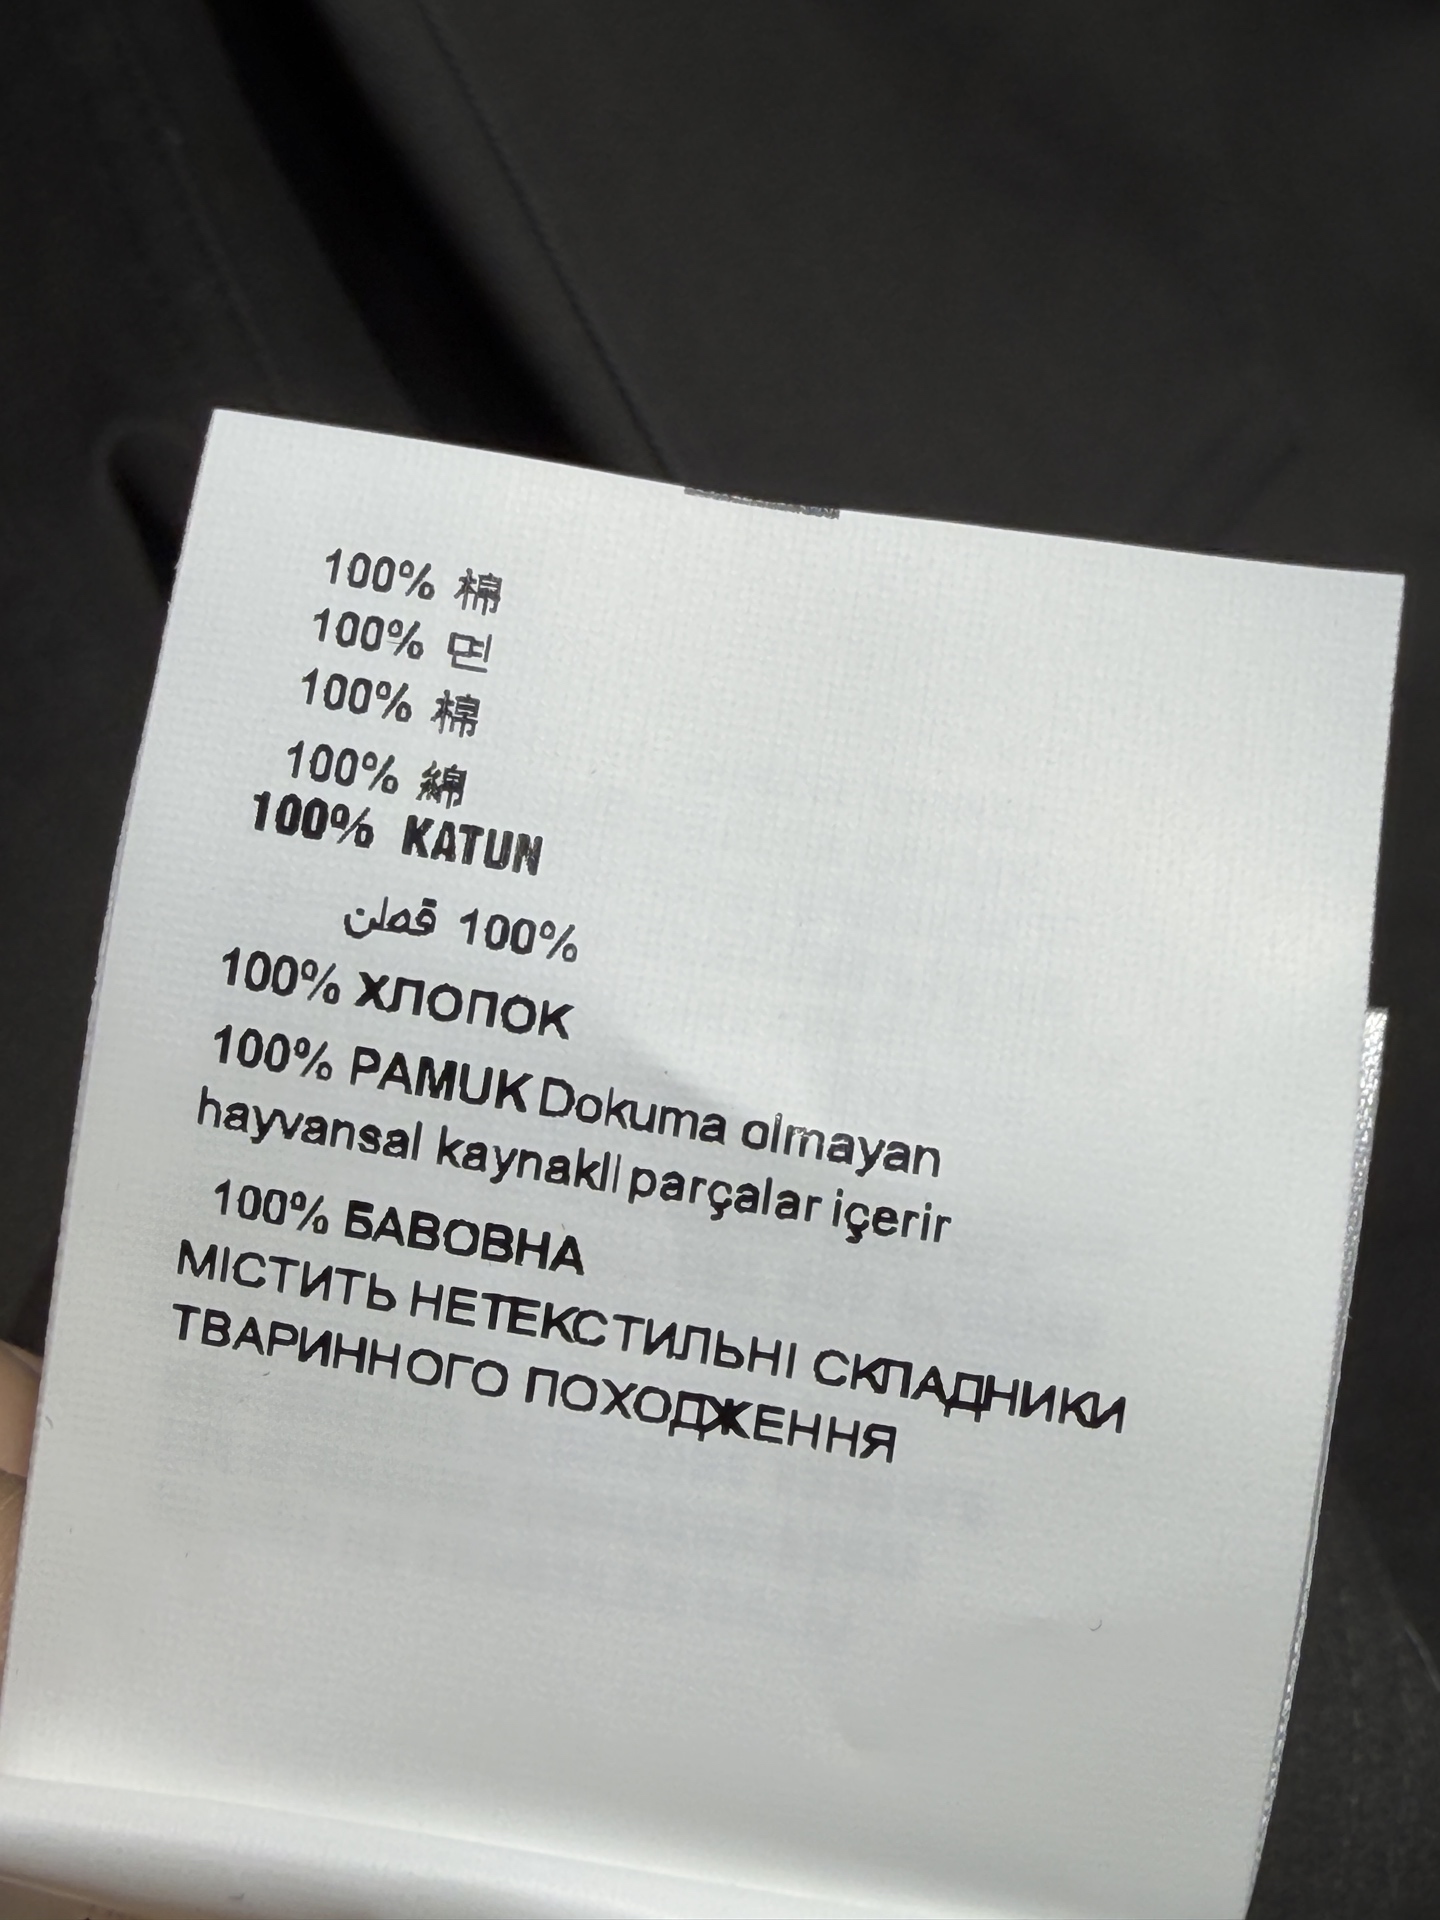 100% 棉
100% 면
100% 棉
100% 綿
100% KATUN
100% قطن
100% ХЛОПОК
100% PAMUK Dokuma olmayan
hayvansal kaynaklı parçalar içerir
100% БАВОВНА
МІСТИТЬ НЕТЕКСТИЛЬНІ СКЛАДНИКИ
ТВАРИННОГО ПОХОДЖЕННЯ